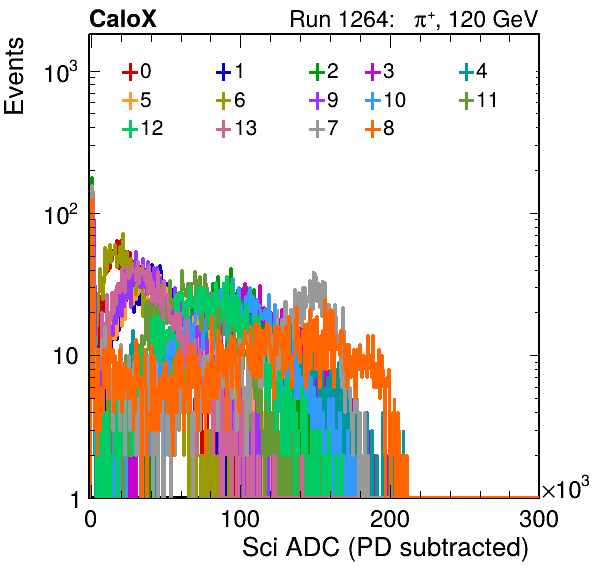 CaloX Run 1264: π⁺, 120 GeV
Events
10³
10²
10
1
0 1 2 3 4
5 6 9 10 11
12 13 7 8
0 100 200 300
×10³
Sci ADC (PD subtracted)